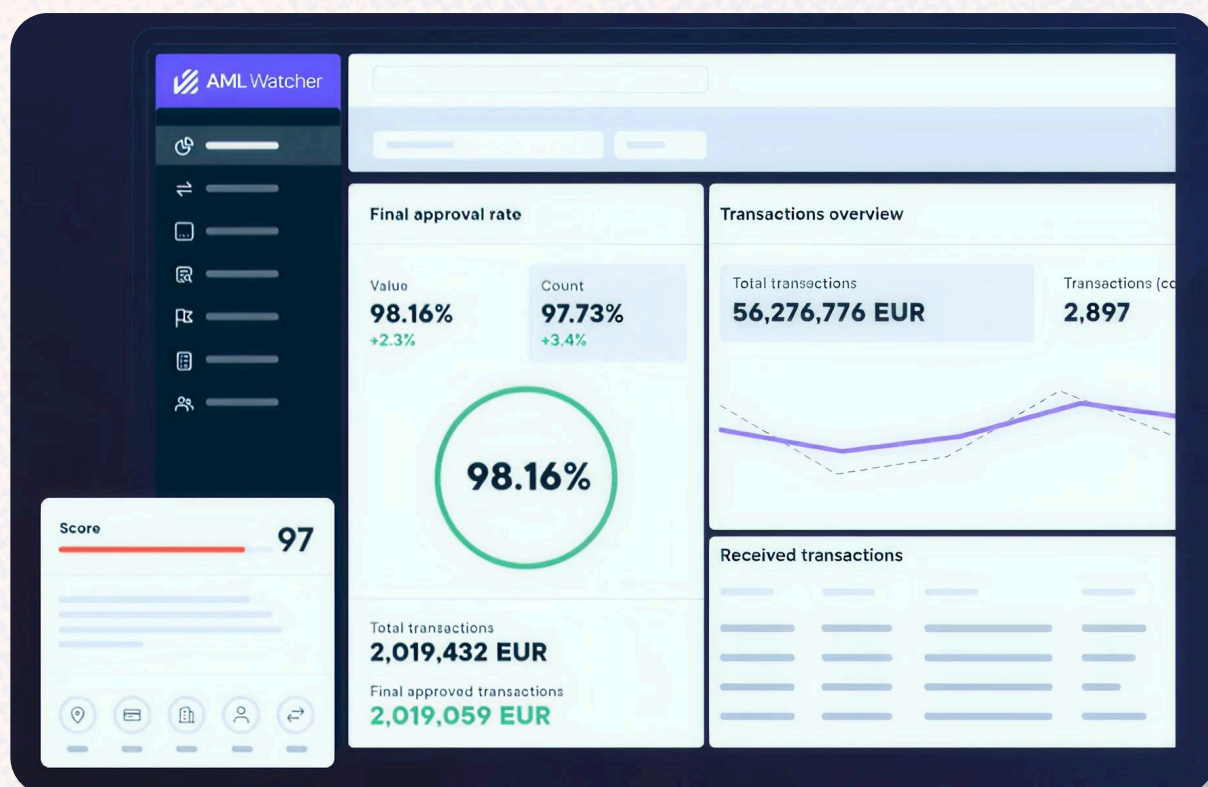 AML Watcher
Final approval rate
Value
98.16%
+2.3%
Count
97.73%
+3.4%
98.16%
Total transactions
2,019,432 EUR
Final approved transactions
2,019,059 EUR
Transactions overview
Total transactions
56,276,776 EUR
Transactions (cc
2,897
Received transactions
Score
97